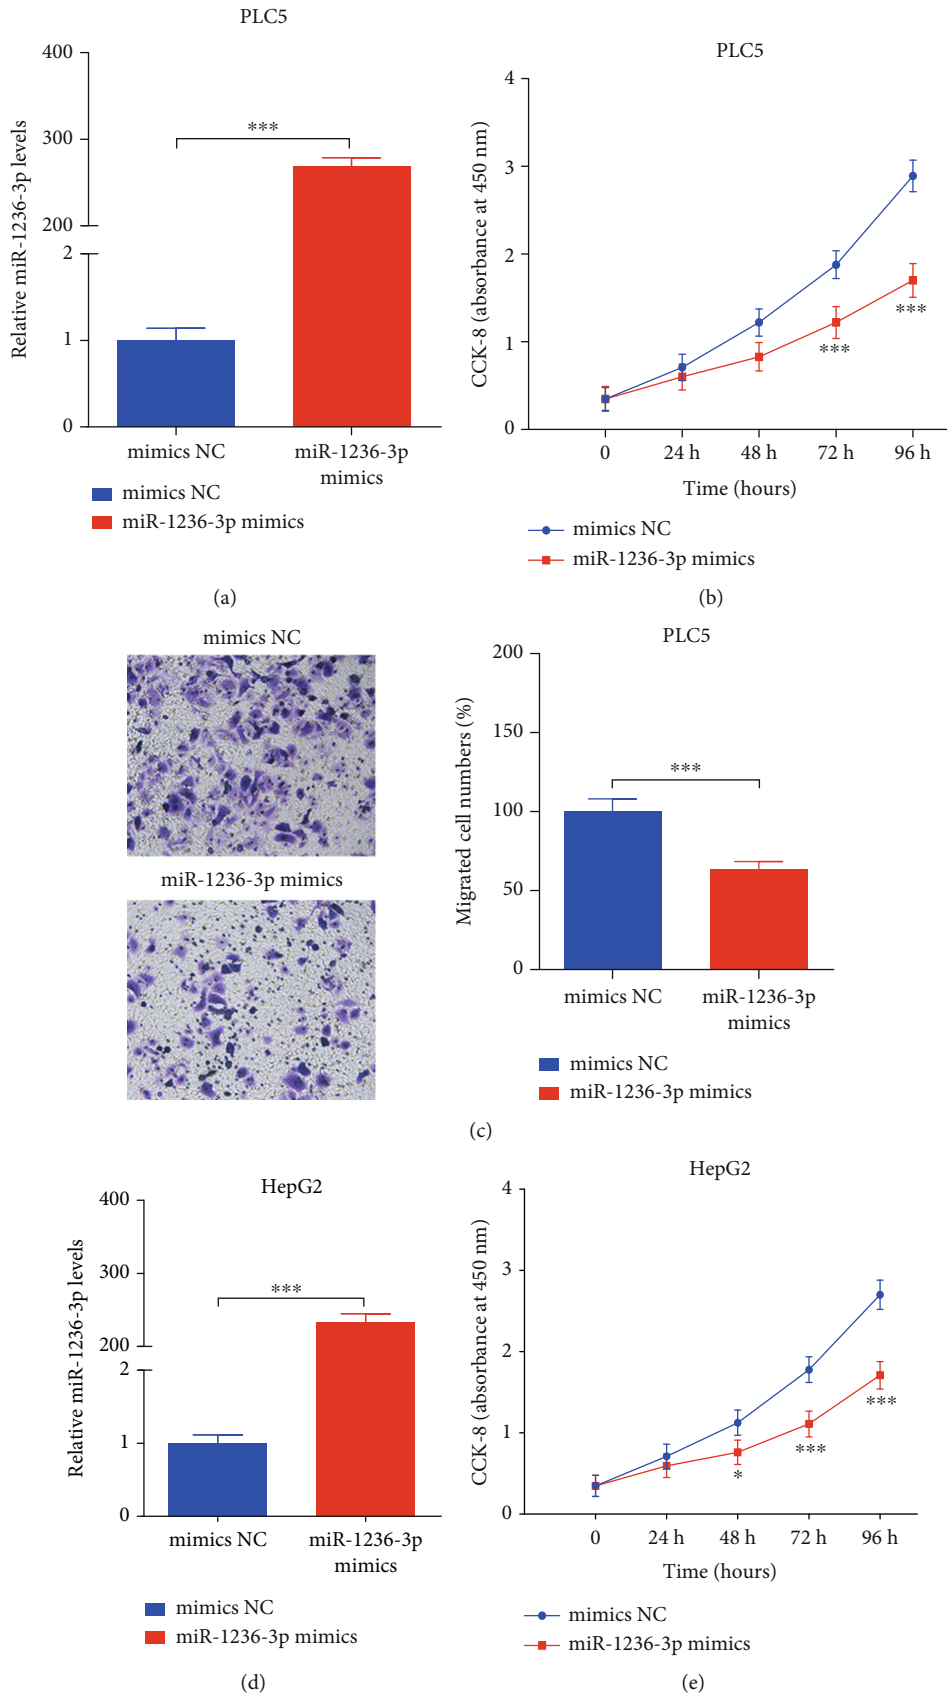 PLC5
Relative miR-1236-3p levels
400
300
200
2
1
0
***
mimics NC
miR-1236-3p
mimics
mimics NC
miR-1236-3p mimics
(a)
PLC5
CCK-8 (absorbance at 450 nm)
4
3
2
1
0
***
***
0
24 h
48 h
72 h
96 h
Time (hours)
mimics NC
miR-1236-3p mimics
(b)
mimics NC
miR-1236-3p mimics
PLC5
Migrated cell numbers (%)
200
150
100
50
0
***
mimics NC
miR-1236-3p
mimics
mimics NC
miR-1236-3p mimics
(c)
HepG2
Relative miR-1236-3p levels
400
300
200
2
1
0
***
mimics NC
miR-1236-3p
mimics
mimics NC
miR-1236-3p mimics
(d)
HepG2
CCK-8 (absorbance at 450 nm)
4
3
2
1
0
*
***
***
0
24 h
48 h
72 h
96 h
Time (hours)
mimics NC
miR-1236-3p mimics
(e)